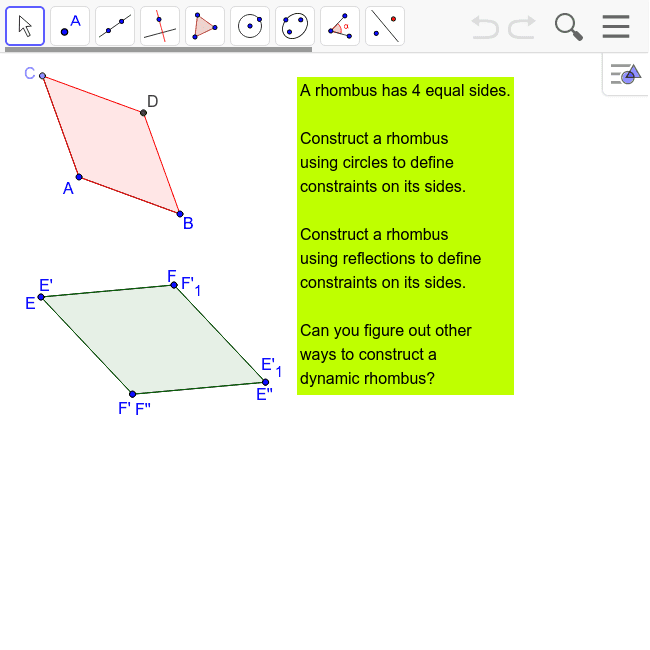 A
α
C
D
A
B
A rhombus has 4 equal sides.
Construct a rhombus
using circles to define
constraints on its sides.
Construct a rhombus
using reflections to define
constraints on its sides.
Can you figure out other
ways to construct a
dynamic rhombus?
E'
E
F
F'1
E'1
E"
F' F"